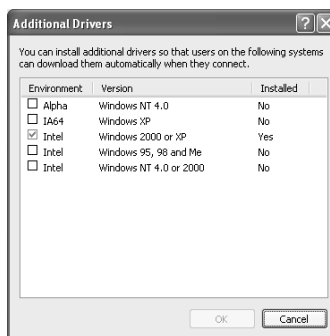 Additional Drivers
You can install additional drivers so that users on the following systems
can download them automatically when they connect.
Environment Version Installed
Alpha Windows NT 4.0 No
IA64 Windows XP No
Intel Windows 2000 or XP Yes
Intel Windows 95, 98 and Me No
Intel Windows NT 4.0 or 2000 No
OK Cancel